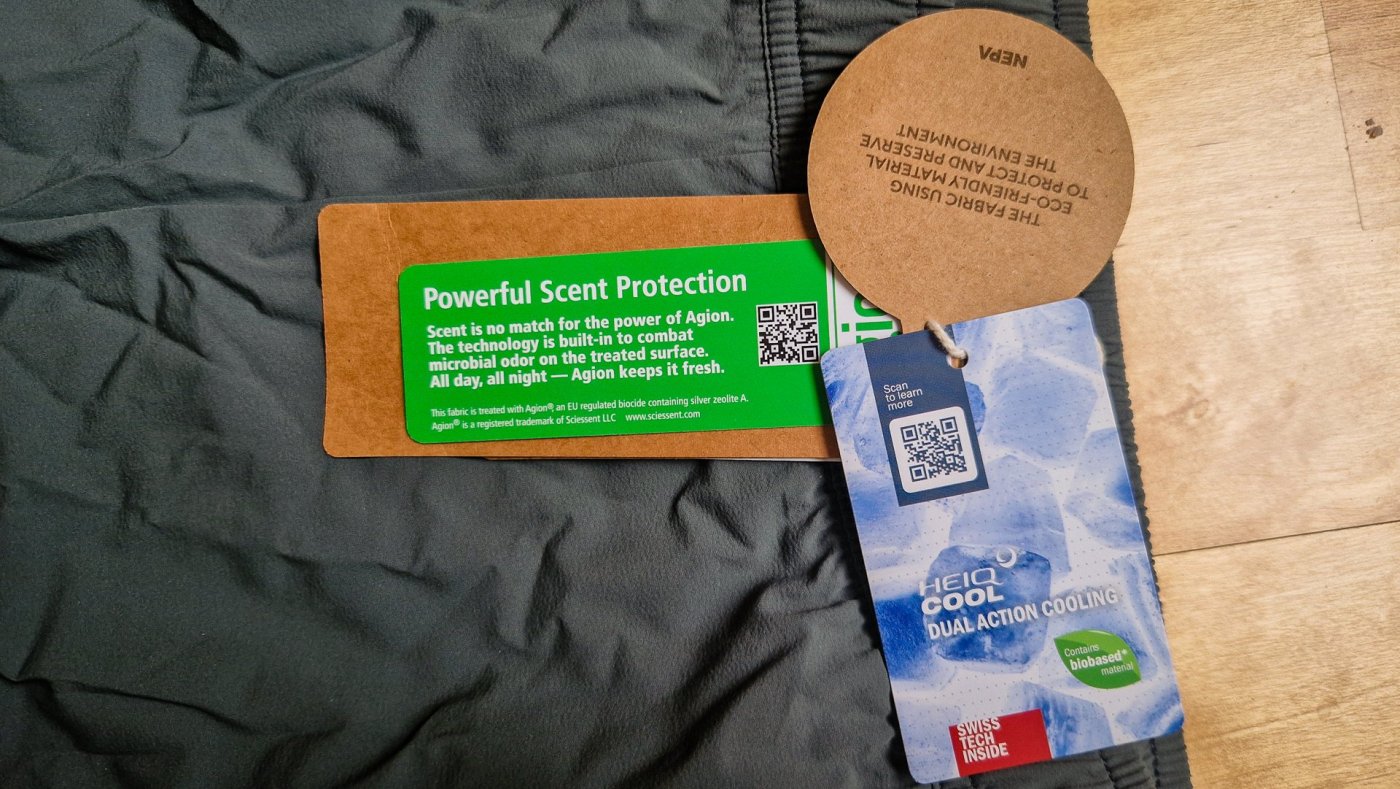 NEPA
THE FABRIC USING
ECO-FRIENDLY MATERIAL
TO PROTECT AND PRESERVE
THE ENVIRONMENT
Powerful Scent Protection
Scent is no match for the power of Agion.
The technology is built-in to combat
microbial odor on the treated surface.
All day, all night — Agion keeps it fresh.
This fabric is treated with Agion®, an EU regulated biocide containing silver zeolite A.
Agion® is a registered trademark of Sciessent LLC www.sciessent.com
Scan
to learn
more
HEIQ
COOL
DUAL ACTION COOLING
Contains
biobased*
material
SWISS
TECH
INSIDE